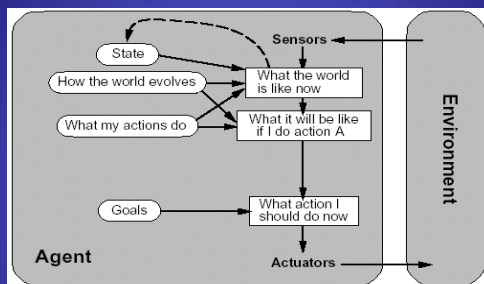 Sensors
State
What the world
is like now
How the world evolves
What my actions do
What it will be like
if I do action A
Environment
Goals
What action I
should do now
Agent
Actuators